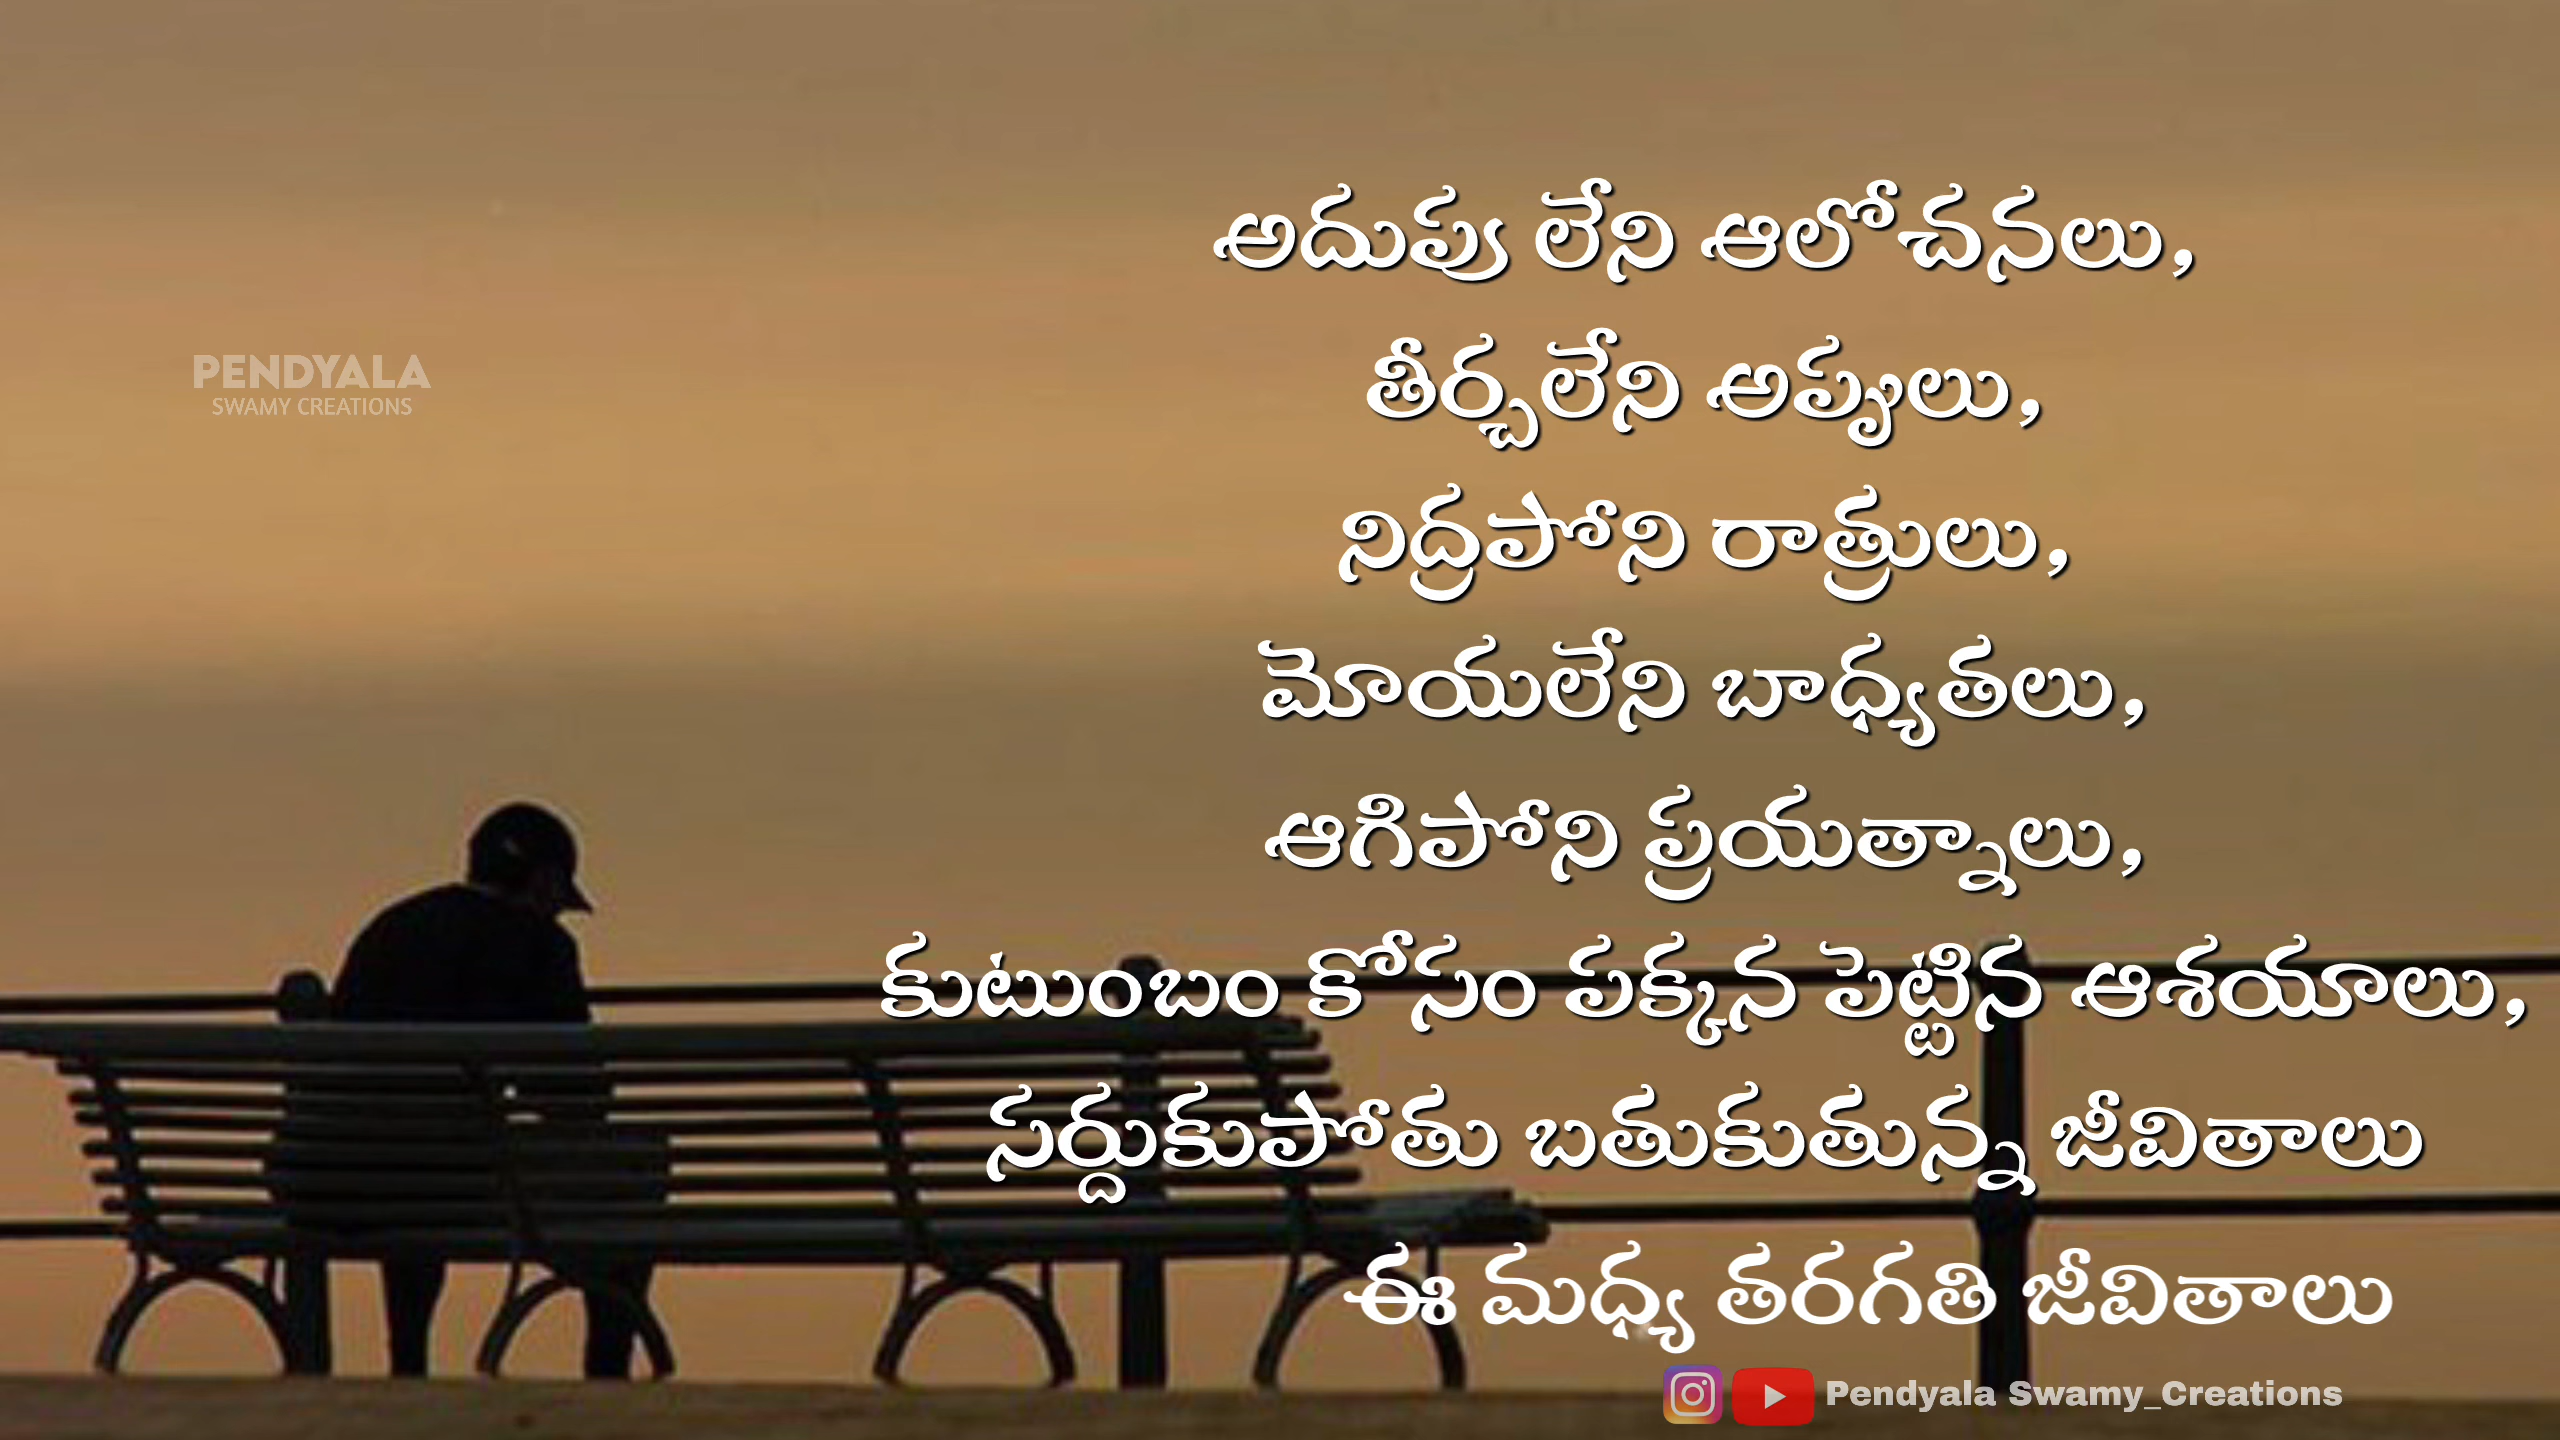 PENDYALA
SWAMY CREATIONS
అదుపు లేని ఆలోచనలు,
తీర్చలేని అప్పులు,
నిద్రపోని రాత్రులు,
మోయలేని బాధ్యతలు,
ఆగిపోని ప్రయత్నాలు,
కుటుంబం కోసం పక్కన పెట్టిన ఆశయాలు,
సర్దుకుపోతు బతుకుతున్న జీవితాలు
ఈ మధ్య తరగతి జీవితాలు
Pendyala Swamy_Creations